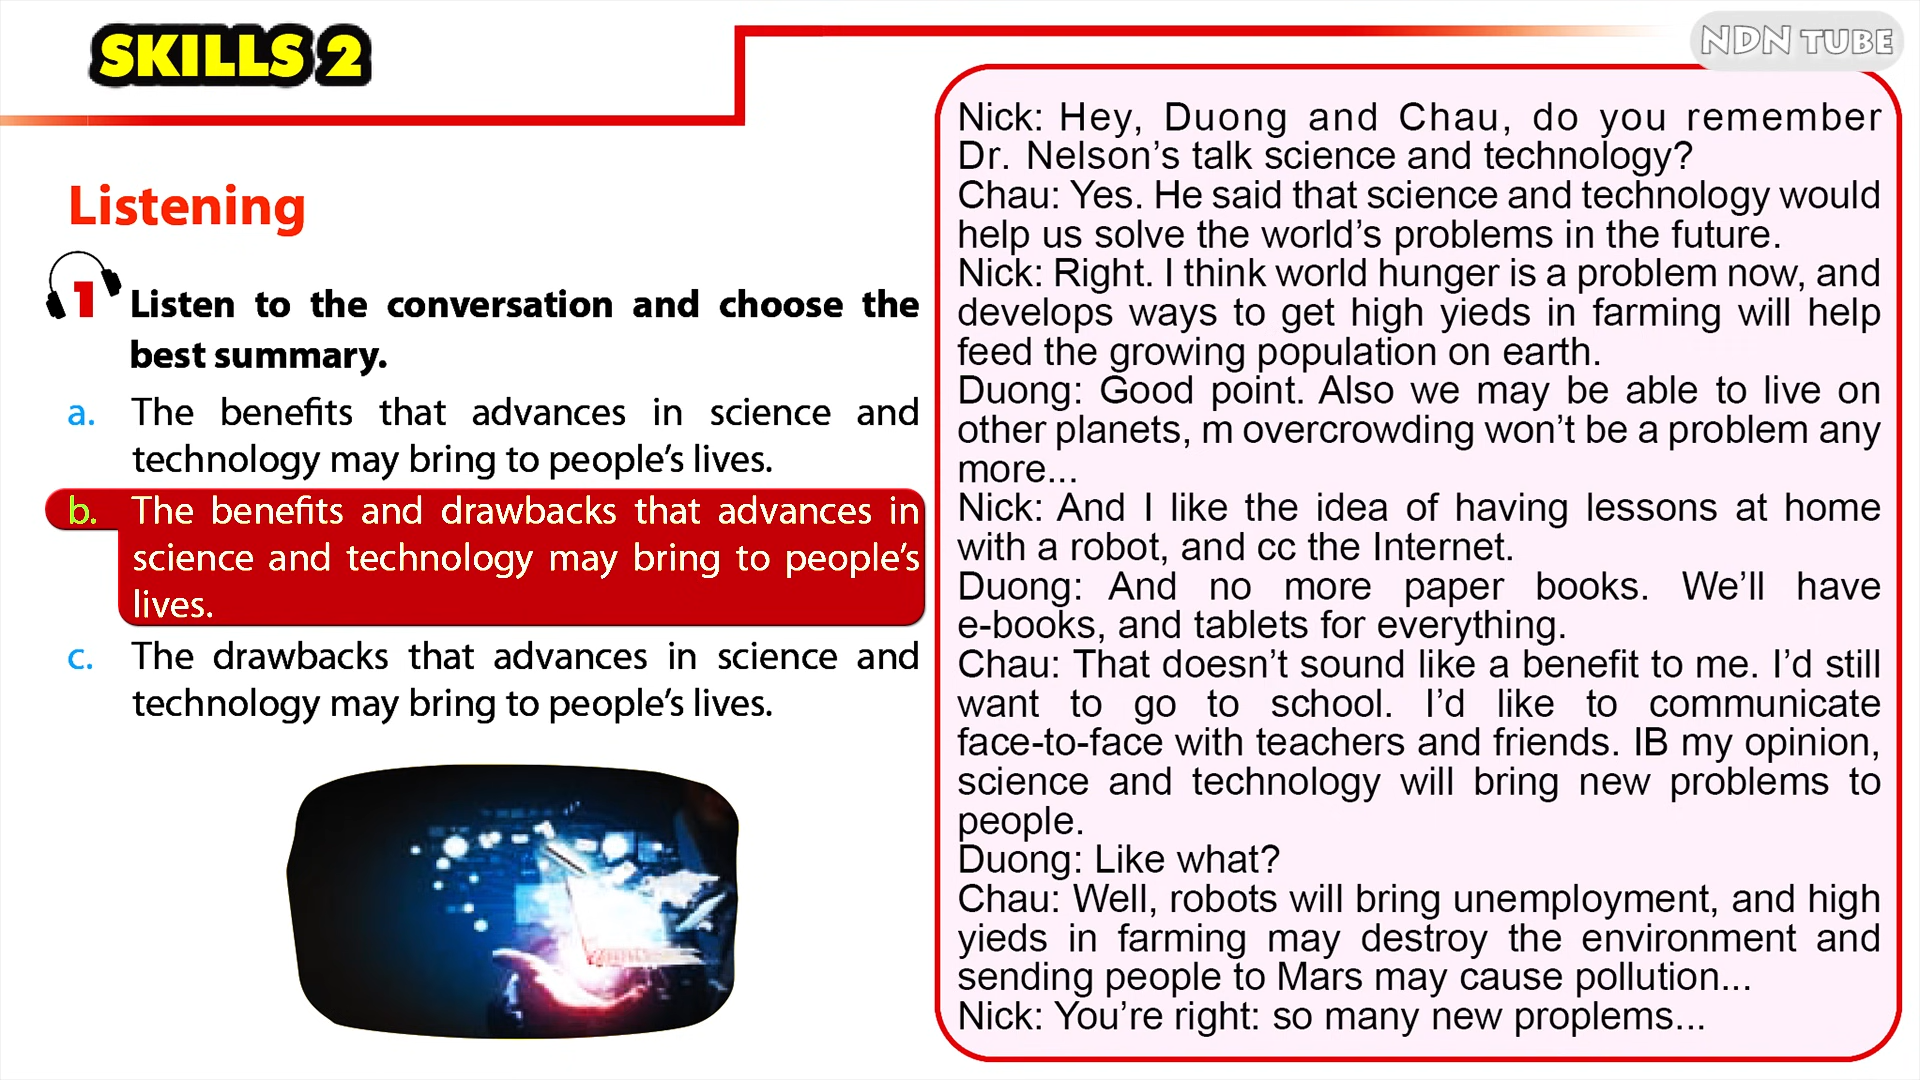 SKILLS 2
NDN TUBE
Listening
1 Listen to the conversation and choose the
best summary.
a. The benefits that advances in science and
technology may bring to people's lives.
b. The benefits and drawbacks that advances in
science and technology may bring to people's
lives.
c. The drawbacks that advances in science and
technology may bring to people's lives.
Nick: Hey, Duong and Chau, do you remember
Dr. Nelson's talk science and technology?
Chau: Yes. He said that science and technology would
help us solve the world's problems in the future.
Nick: Right. I think world hunger is a problem now, and
develops ways to get high yieds in farming will help
feed the growing population on earth.
Duong: Good point. Also we may be able to live on
other planets, m overcrowding won't be a problem any
more...
Nick: And I like the idea of having lessons at home
with a robot, and cc the Internet.
Duong: And no more paper books. We'll have
e-books, and tablets for everything.
Chau: That doesn't sound like a benefit to me. I'd still
want to go to school. I'd like to communicate
face-to-face with teachers and friends. IB my opinion,
science and technology will bring new problems to
people.
Duong: Like what?
Chau: Well, robots will bring unemployment, and high
yieds in farming may destroy the environment and
sending people to Mars may cause pollution...
Nick: You're right: so many new proplems...